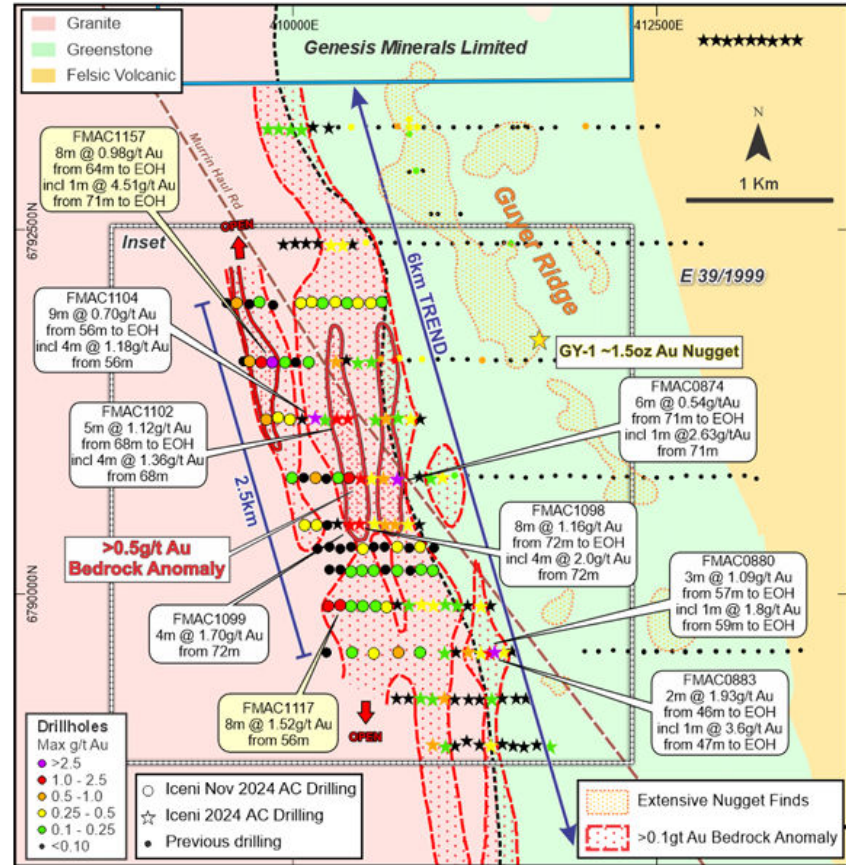 Granite
Greenstone
Felsic Volcanic
410000E
412500E
Genesis Minerals Limited
N
1 Km
FMAC1157
8m @ 0.98g/t Au
from 64m to EOH
incl 1m @ 4.51g/t Au
from 71m to EOH
Murrin Haul Rd
6792500N
OPEN
Inset
6km TREND
Guyer Ridge
E 39/1999
FMAC1104
9m @ 0.70g/t Au
from 56m to EOH
incl 4m @ 1.18g/t Au
from 56m
GY-1 ~1.5oz Au Nugget
FMAC0874
6m @ 0.54g/t Au
from 71m to EOH
incl 1m @2.63g/tAu
from 71m
FMAC1102
5m @ 1.12g/t Au
from 68m to EOH
incl 4m @ 1.36g/t Au
from 68m
2.5km
>0.5g/t Au
Bedrock Anomaly
FMAC1098
8m @ 1.16g/t Au
from 72m to EOH
incl 4m @ 2.0g/t Au
from 72m
FMAC0880
3m @ 1.09g/t Au
from 57m to EOH
incl 1m @ 1.8g/t Au
from 59m to EOH
6790000N
FMAC1099
4m @ 1.70g/t Au
from 72m
FMAC0883
2m @ 1.93g/t Au
from 46m to EOH
incl 1m @ 3.6g/t Au
from 47m to EOH
FMAC1117
8m @ 1.52g/t Au
from 56m
OPEN
Drillholes
Max g/t Au
>2.5
1.0 - 2.5
0.5 -1.0
0.25 - 0.5
0.1 - 0.25
<0.10
Iceni Nov 2024 AC Drilling
Iceni 2024 AC Drilling
Previous drilling
Extensive Nugget Finds
>0.1gt Au Bedrock Anomaly